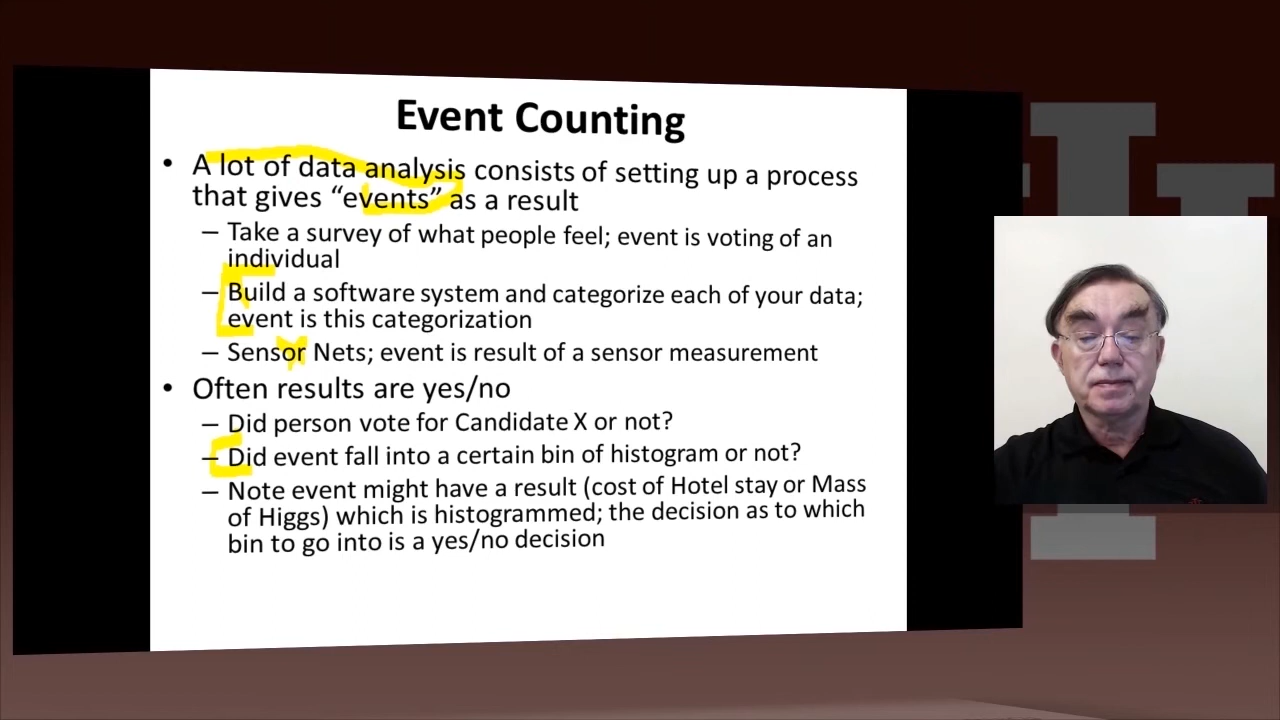 Event Counting
• A lot of data analysis consists of setting up a process
that gives “events” as a result
– Take a survey of what people feel; event is voting of an
individual
– Build a software system and categorize each of your data;
event is this categorization
– Sensor Nets; event is result of a sensor measurement
• Often results are yes/no
– Did person vote for Candidate X or not?
– Did event fall into a certain bin of histogram or not?
– Note event might have a result (cost of Hotel stay or Mass
of Higgs) which is histogrammed; the decision as to which
bin to go into is a yes/no decision